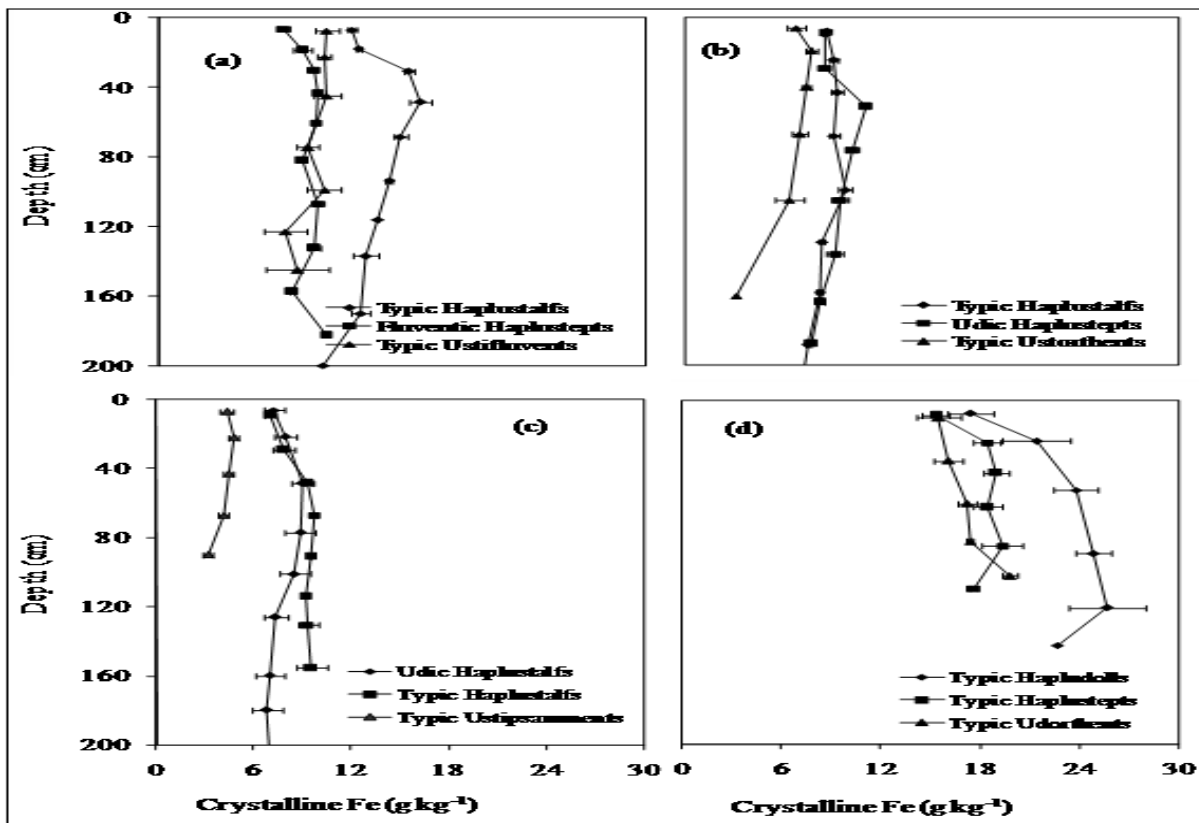 (a)
Depth (cm)
0
40
80
120
160
200
Typic Haplustalfs
Fluventic Haplustepts
Typic Ustifluvents
(b)
Typic Haplustalfs
Udic Haplustepts
Typic Ustorthents
(c)
Depth (cm)
0
40
80
120
160
200
Udic Haplustalfs
Typic Haplustalfs
Typic Ustipsamments
0 6 12 18 24 30
Crystalline Fe (g kg⁻¹)
(d)
Typic Hapludolls
Typic Haplustepts
Typic Udorthents
0 6 12 18 24 30
Crystalline Fe (g kg⁻¹)